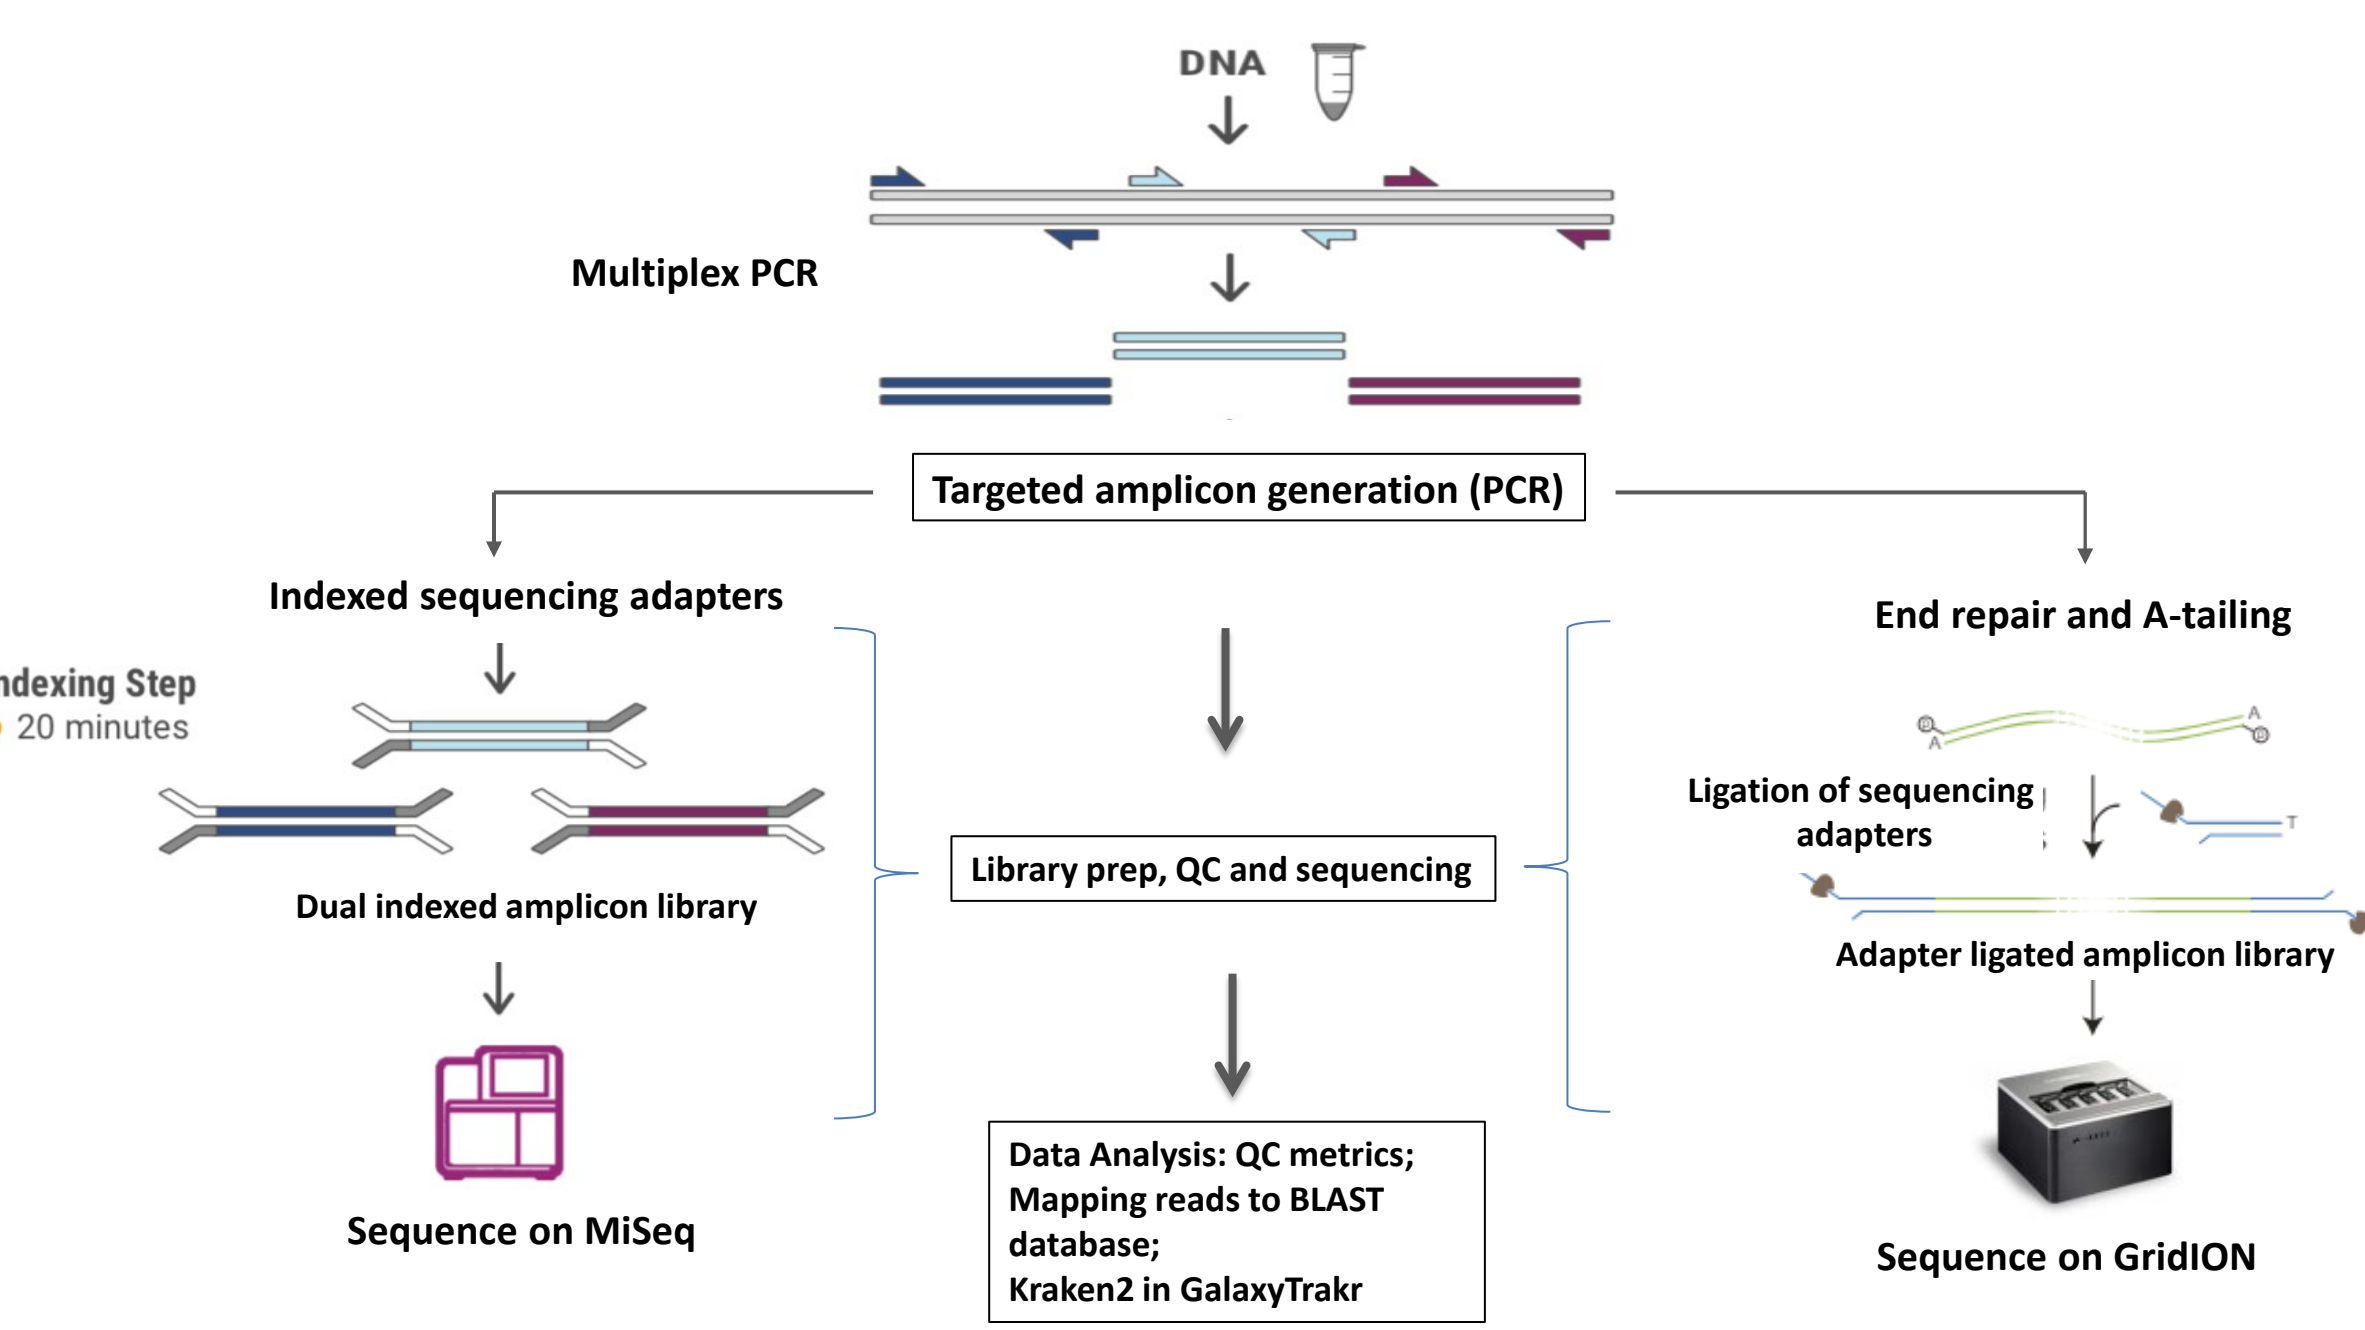 DNA
Multiplex PCR
Targeted amplicon generation (PCR)
Indexed sequencing adapters
End repair and A-tailing
ndexing Step
20 minutes
A
P
A
P
Ligation of sequencing
adapters
T
Library prep, QC and sequencing
Dual indexed amplicon library
Adapter ligated amplicon library
Data Analysis: QC metrics;
Mapping reads to BLAST
database;
Kraken2 in GalaxyTrakr
Sequence on MiSeq
Sequence on GridION